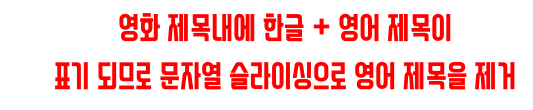 영화 제목내에 한글 + 영어 제목이
표기 되므로 문자열 슬라이싱으로 영어 제목을 제거